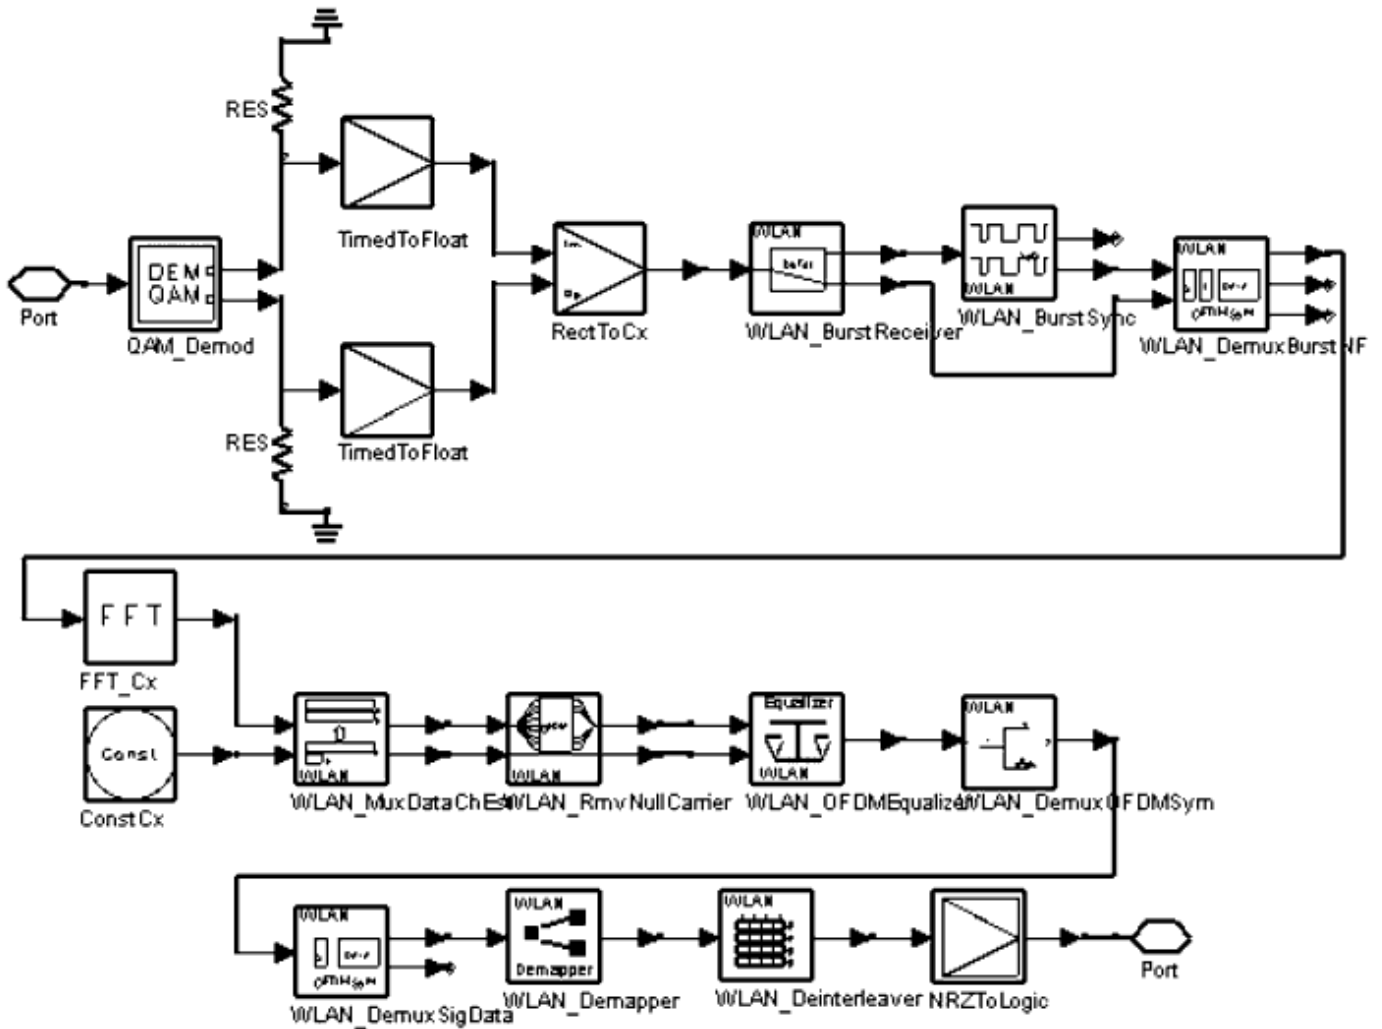 RES
TimedToFloat
DEM
QAM
Port
QAM_Demod
RES
TimedToFloat
RectToCx
WLAN
WLAN_BurstReceiver
WLAN
WLAN_BurstSync
WLAN
WLAN_DemuxBurstNF
FFT
FFT_Cx
Const
ConstCx
WLAN
WLAN_MuxDataChEst
WLAN_RmvNullCarrier
WLAN
Equalizer
WLAN
WLAN_OFDMEqualizer
WLAN
WLAN_DemuxOFDMSym
WLAN
WLAN_DemuxSigData
WLAN
Demapper
WLAN_Demapper
WLAN
WLAN_Deinterleaver
NRZToLogic
Port